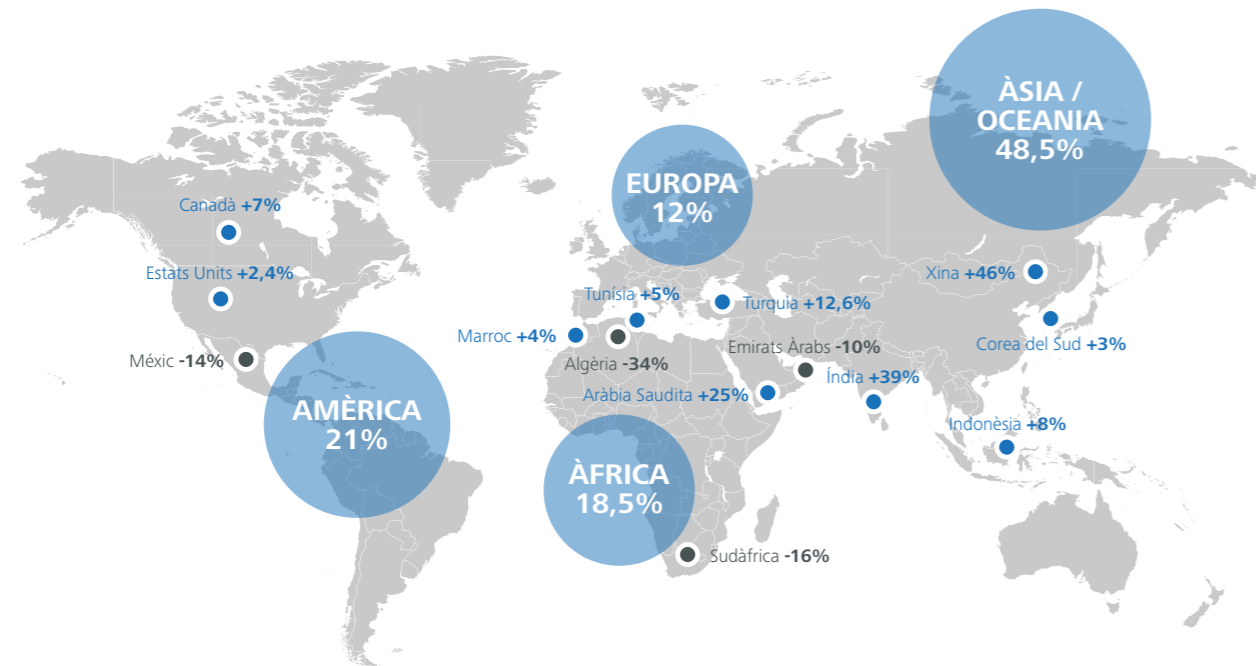 ÀSIA /
OCEANIA
48,5%
EUROPA
12%
Canadà +7%
Estats Units +2,4%
Xina +46%
Tunísia +5%
Turquia +12,6%
Marroc +4%
Corea del Sud +3%
Méxic -14%
Algèria -34%
Emirats Àrabs -10%
Índia +39%
Aràbia Saudita +25%
AMÈRICA
21%
Indonèsia +8%
ÀFRICA
18,5%
Sudàfrica -16%